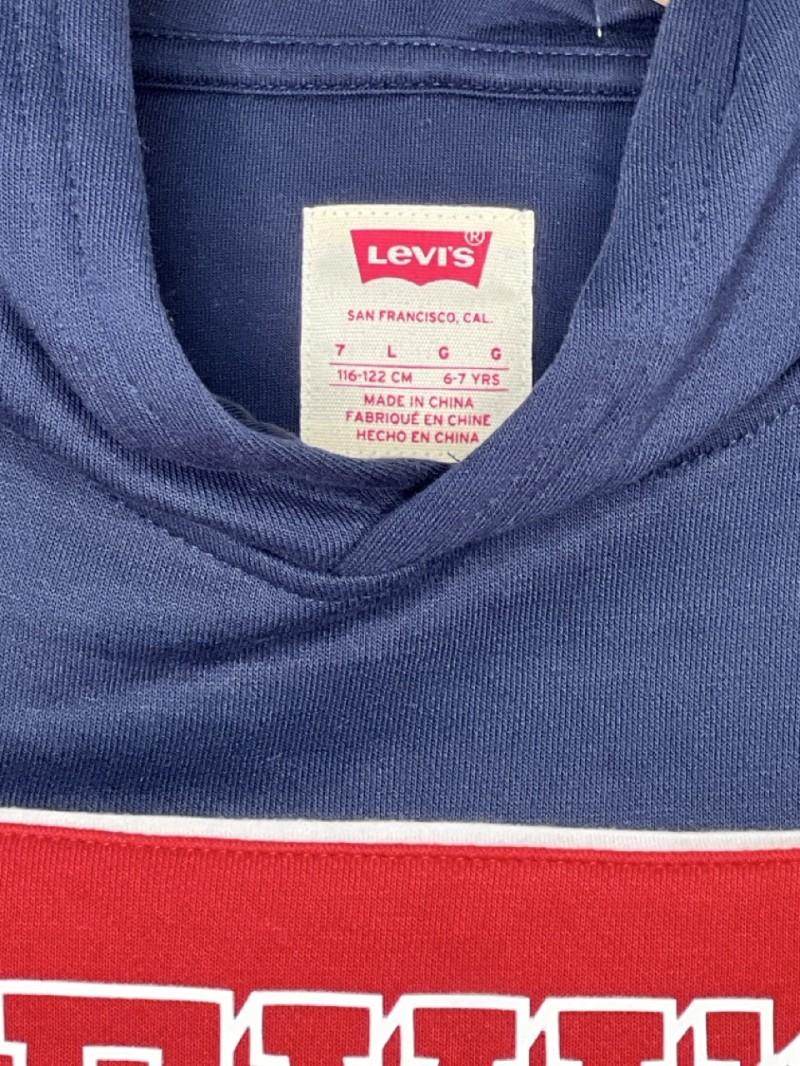 LEVI'S®
SAN FRANCISCO, CAL.
7 L G G
116-122 CM 6-7 YRS
MADE IN CHINA
FABRIQUÉ EN CHINE
HECHO EN CHINA